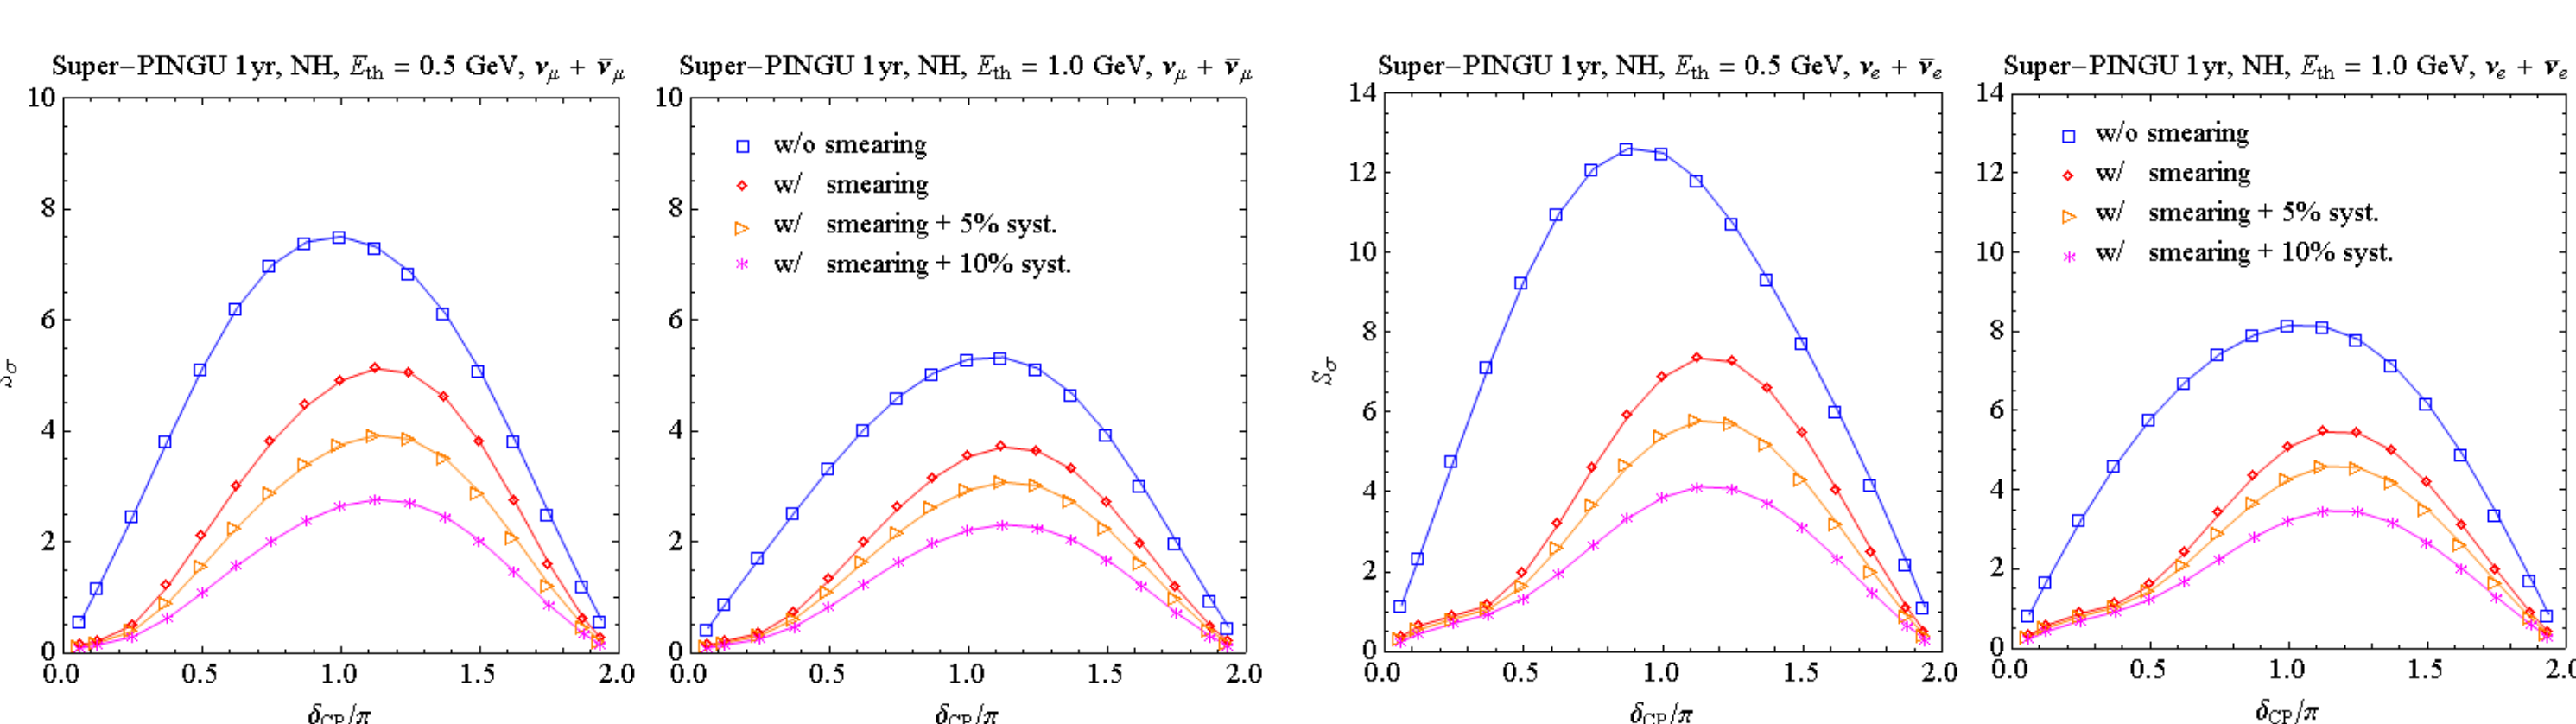 Super−PINGU 1yr, NH, Eth = 0.5 GeV, νμ + ν̄μ
10
8
6
4
2
0
Sσ
0.0 0.5 1.0 1.5 2.0
δCP/π
Super−PINGU 1yr, NH, Eth = 1.0 GeV, νμ + ν̄μ
w/o smearing
w/ smearing
w/ smearing + 5% syst.
w/ smearing + 10% syst.
10
8
6
4
2
0
0.0 0.5 1.0 1.5 2.0
δCP/π
Super−PINGU 1yr, NH, Eth = 0.5 GeV, νe + ν̄e
14
12
10
8
6
4
2
0
Sσ
0.0 0.5 1.0 1.5 2.0
δCP/π
Super−PINGU 1yr, NH, Eth = 1.0 GeV, νe + ν̄e
w/o smearing
w/ smearing
w/ smearing + 5% syst.
w/ smearing + 10% syst.
14
12
10
8
6
4
2
0
0.0 0.5 1.0 1.5 2.0
δCP/π